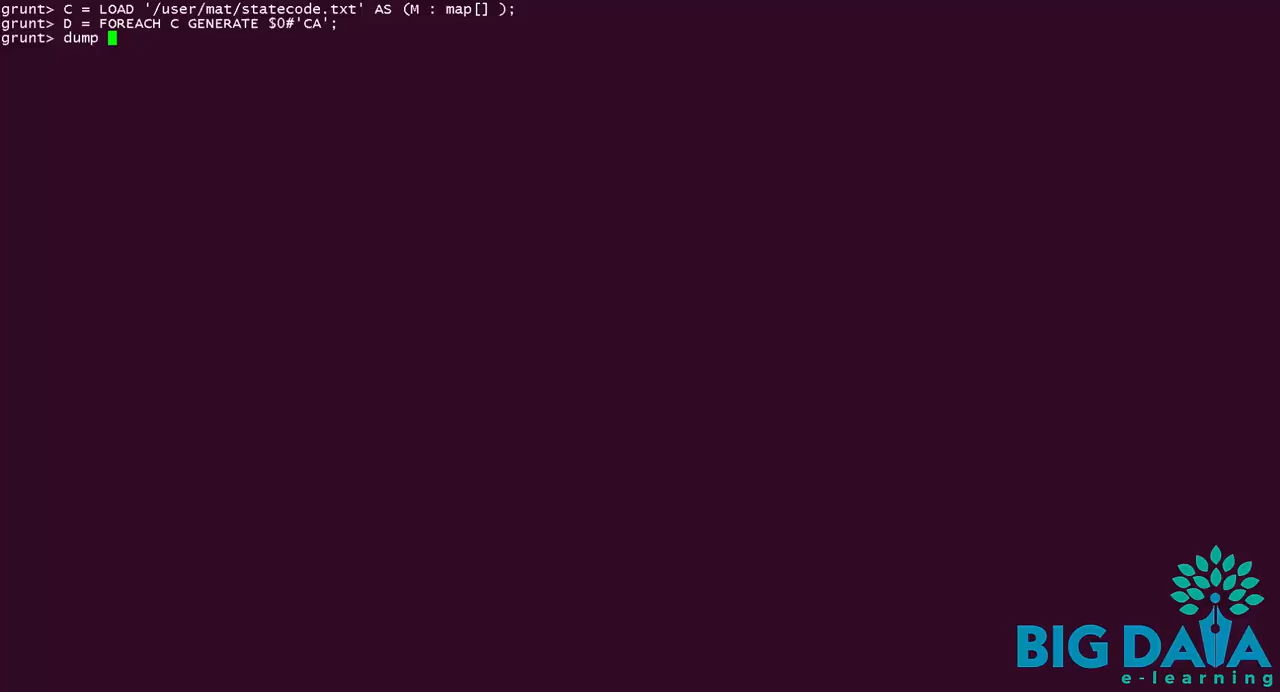 grunt> C = LOAD '/user/mat/statecode.txt' AS (M : map[] );
grunt> D = FOREACH C GENERATE $0#'CA';
grunt> dump
BIG DATA
e-learning